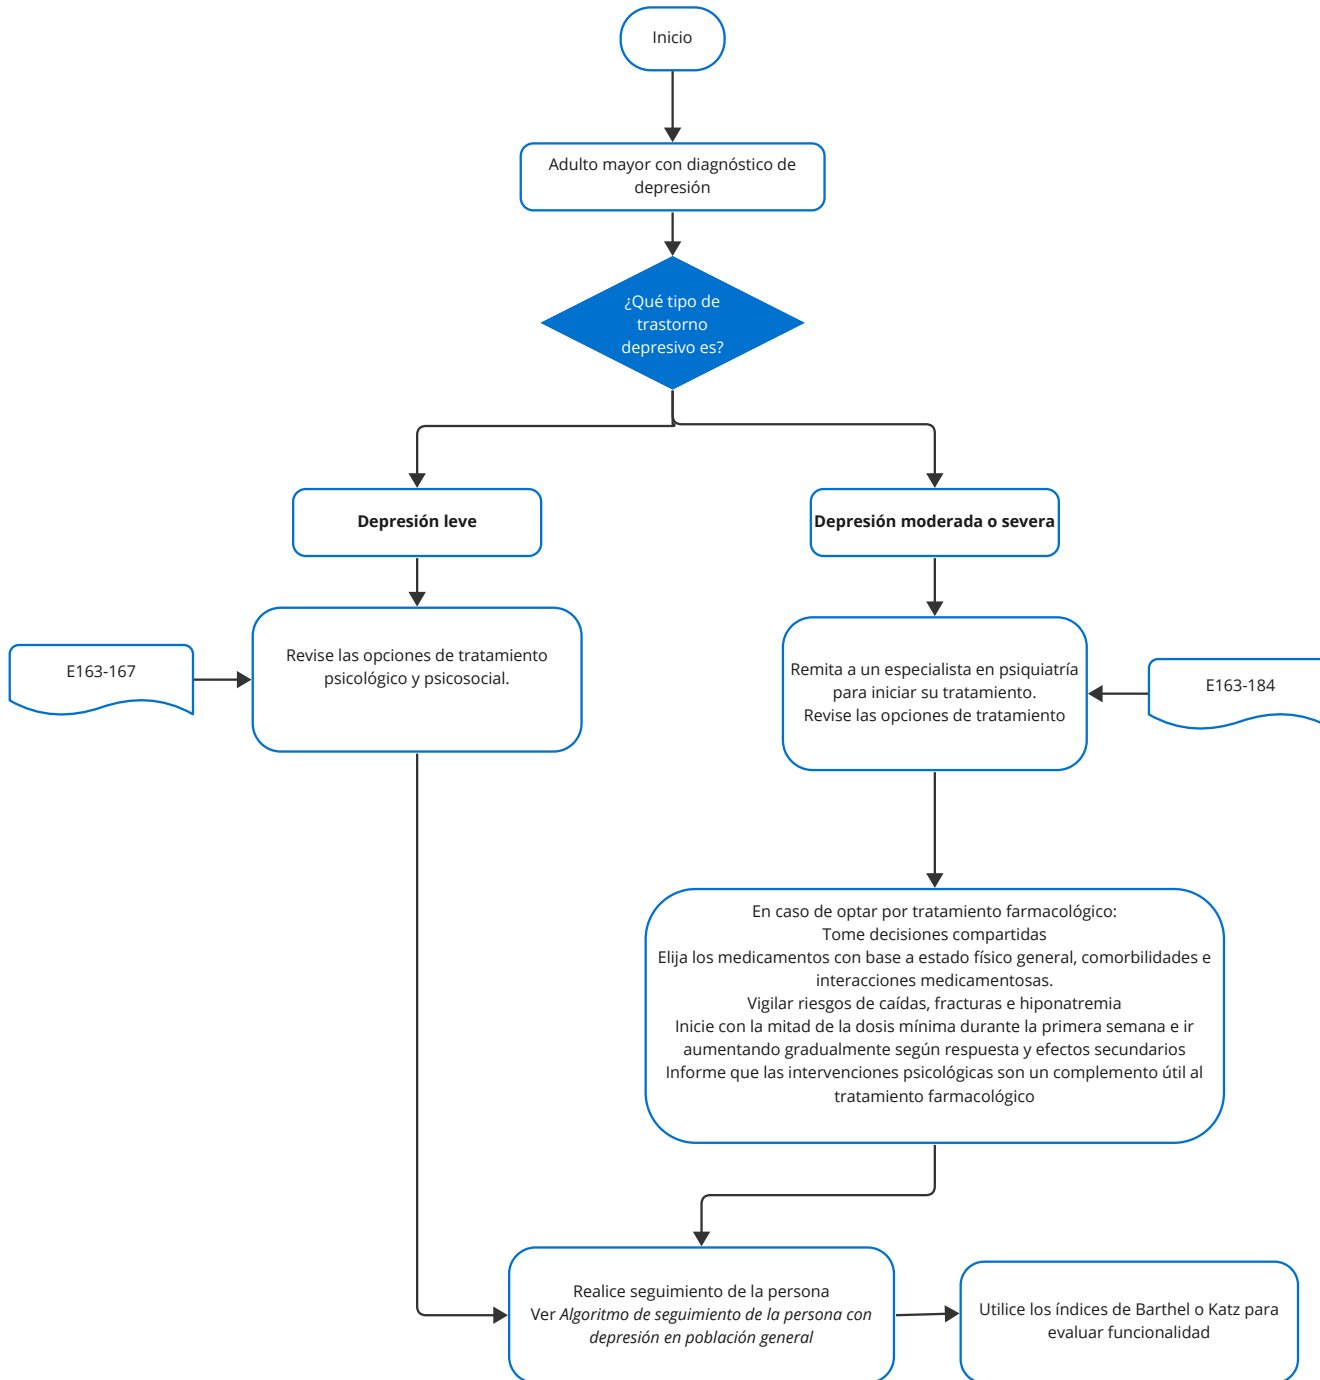 Inicio
Adulto mayor con diagnóstico de
depresión
¿Qué tipo de
trastorno
depresivo es?
Depresión leve
Depresión moderada o severa
E163-167
Revise las opciones de tratamiento
psicológico y psicosocial.
Remita a un especialista en psiquiatría
para iniciar su tratamiento.
Revise las opciones de tratamiento
E163-184
En caso de optar por tratamiento farmacológico:
Tome decisiones compartidas
Elija los medicamentos con base a estado físico general, comorbilidades e
interacciones medicamentosas.
Vigilar riesgos de caídas, fracturas e hiponatremia
Inicie con la mitad de la dosis mínima durante la primera semana e ir
aumentando gradualmente según respuesta y efectos secundarios
Informe que las intervenciones psicológicas son un complemento útil al
tratamiento farmacológico
Realice seguimiento de la persona
Ver Algoritmo de seguimiento de la persona con
depresión en población general
Utilice los índices de Barthel o Katz para
evaluar funcionalidad